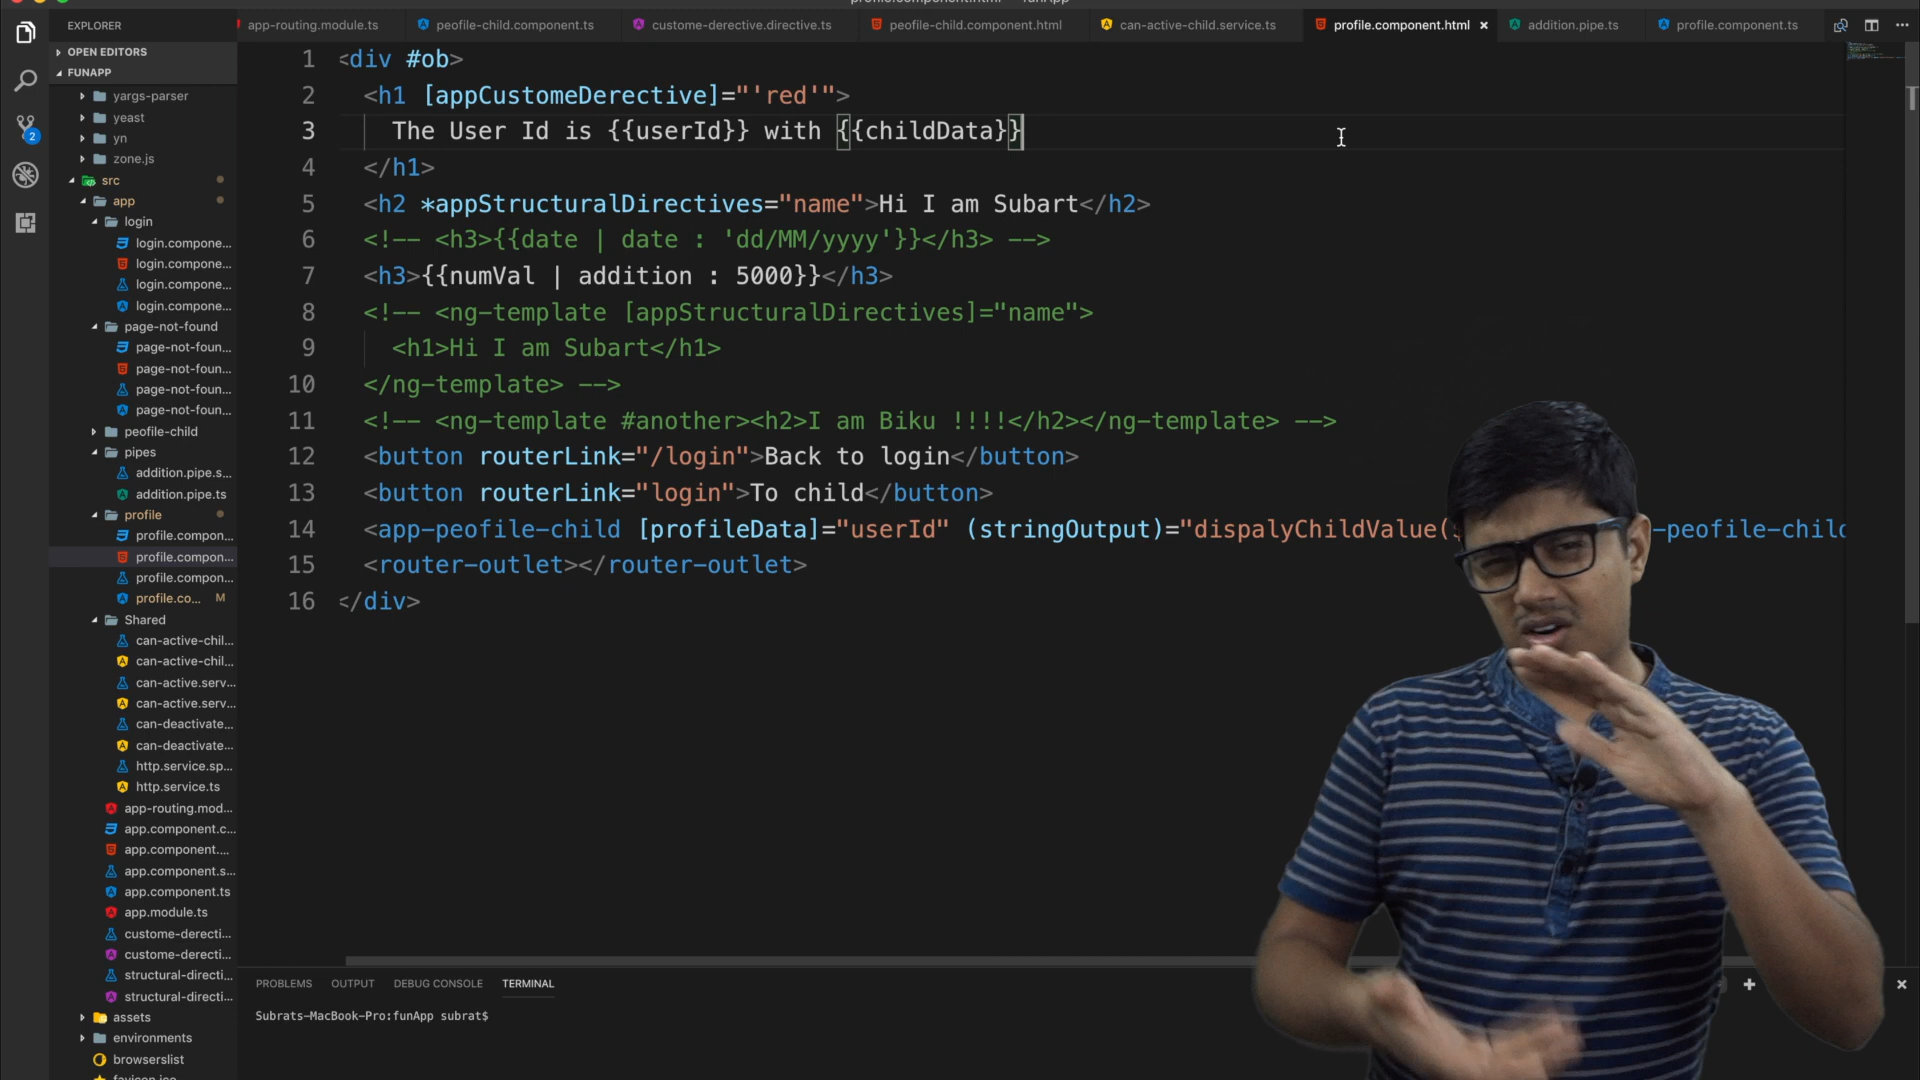 EXPLORER
OPEN EDITORS
FUNAPP
yargs-parser
yeast
yn
zone.js
src
app
login
login.compone...
login.compone...
login.compone...
login.compone...
page-not-found
page-not-foun...
page-not-foun...
page-not-foun...
page-not-foun...
peofile-child
pipes
addition.pipe.s...
addition.pipe.ts
profile
profile.compon...
profile.compon...
profile.compon...
profile.co... M
Shared
can-active-chil...
can-active-chil...
can-active.serv...
can-active.serv...
can-deactivate...
can-deactivate...
http.service.sp...
http.service.ts
app-routing.mod...
app.component.c...
app.component....
app.component.s...
app.component.ts
app.module.ts
custome-derecti...
custome-derecti...
structural-directi...
structural-directi...
assets
environments
browserslist
2
app-routing.module.ts peofile-child.component.ts custome-derective.directive.ts peofile-child.component.html can-active-child.service.ts profile.component.html addition.pipe.ts profile.component.ts
1 <div #ob>
2 <h1 [appCustomeDerective]="'red'">
3 The User Id is {{userId}} with {{childData}}
4 </h1>
5 <h2 *appStructuralDirectives="name">Hi I am Subart</h2>
6 <!-- <h3>{{date | date : 'dd/MM/yyyy'}}</h3> -->
7 <h3>{{numVal | addition : 5000}}</h3>
8 <!-- <ng-template [appStructuralDirectives]="name">
9 <h1>Hi I am Subart</h1>
10 </ng-template> -->
11 <!-- <ng-template #another><h2>I am Biku !!!!</h2></ng-template> -->
12 <button routerLink="/login">Back to login</button>
13 <button routerLink="login">To child</button>
14 <app-peofile-child [profileData]="userId" (stringOutput)="dispalyChildValue( -peofile-child
15 <router-outlet></router-outlet>
16 </div>
PROBLEMS OUTPUT DEBUG CONSOLE TERMINAL
Subrats-MacBook-Pro:funApp subrat$